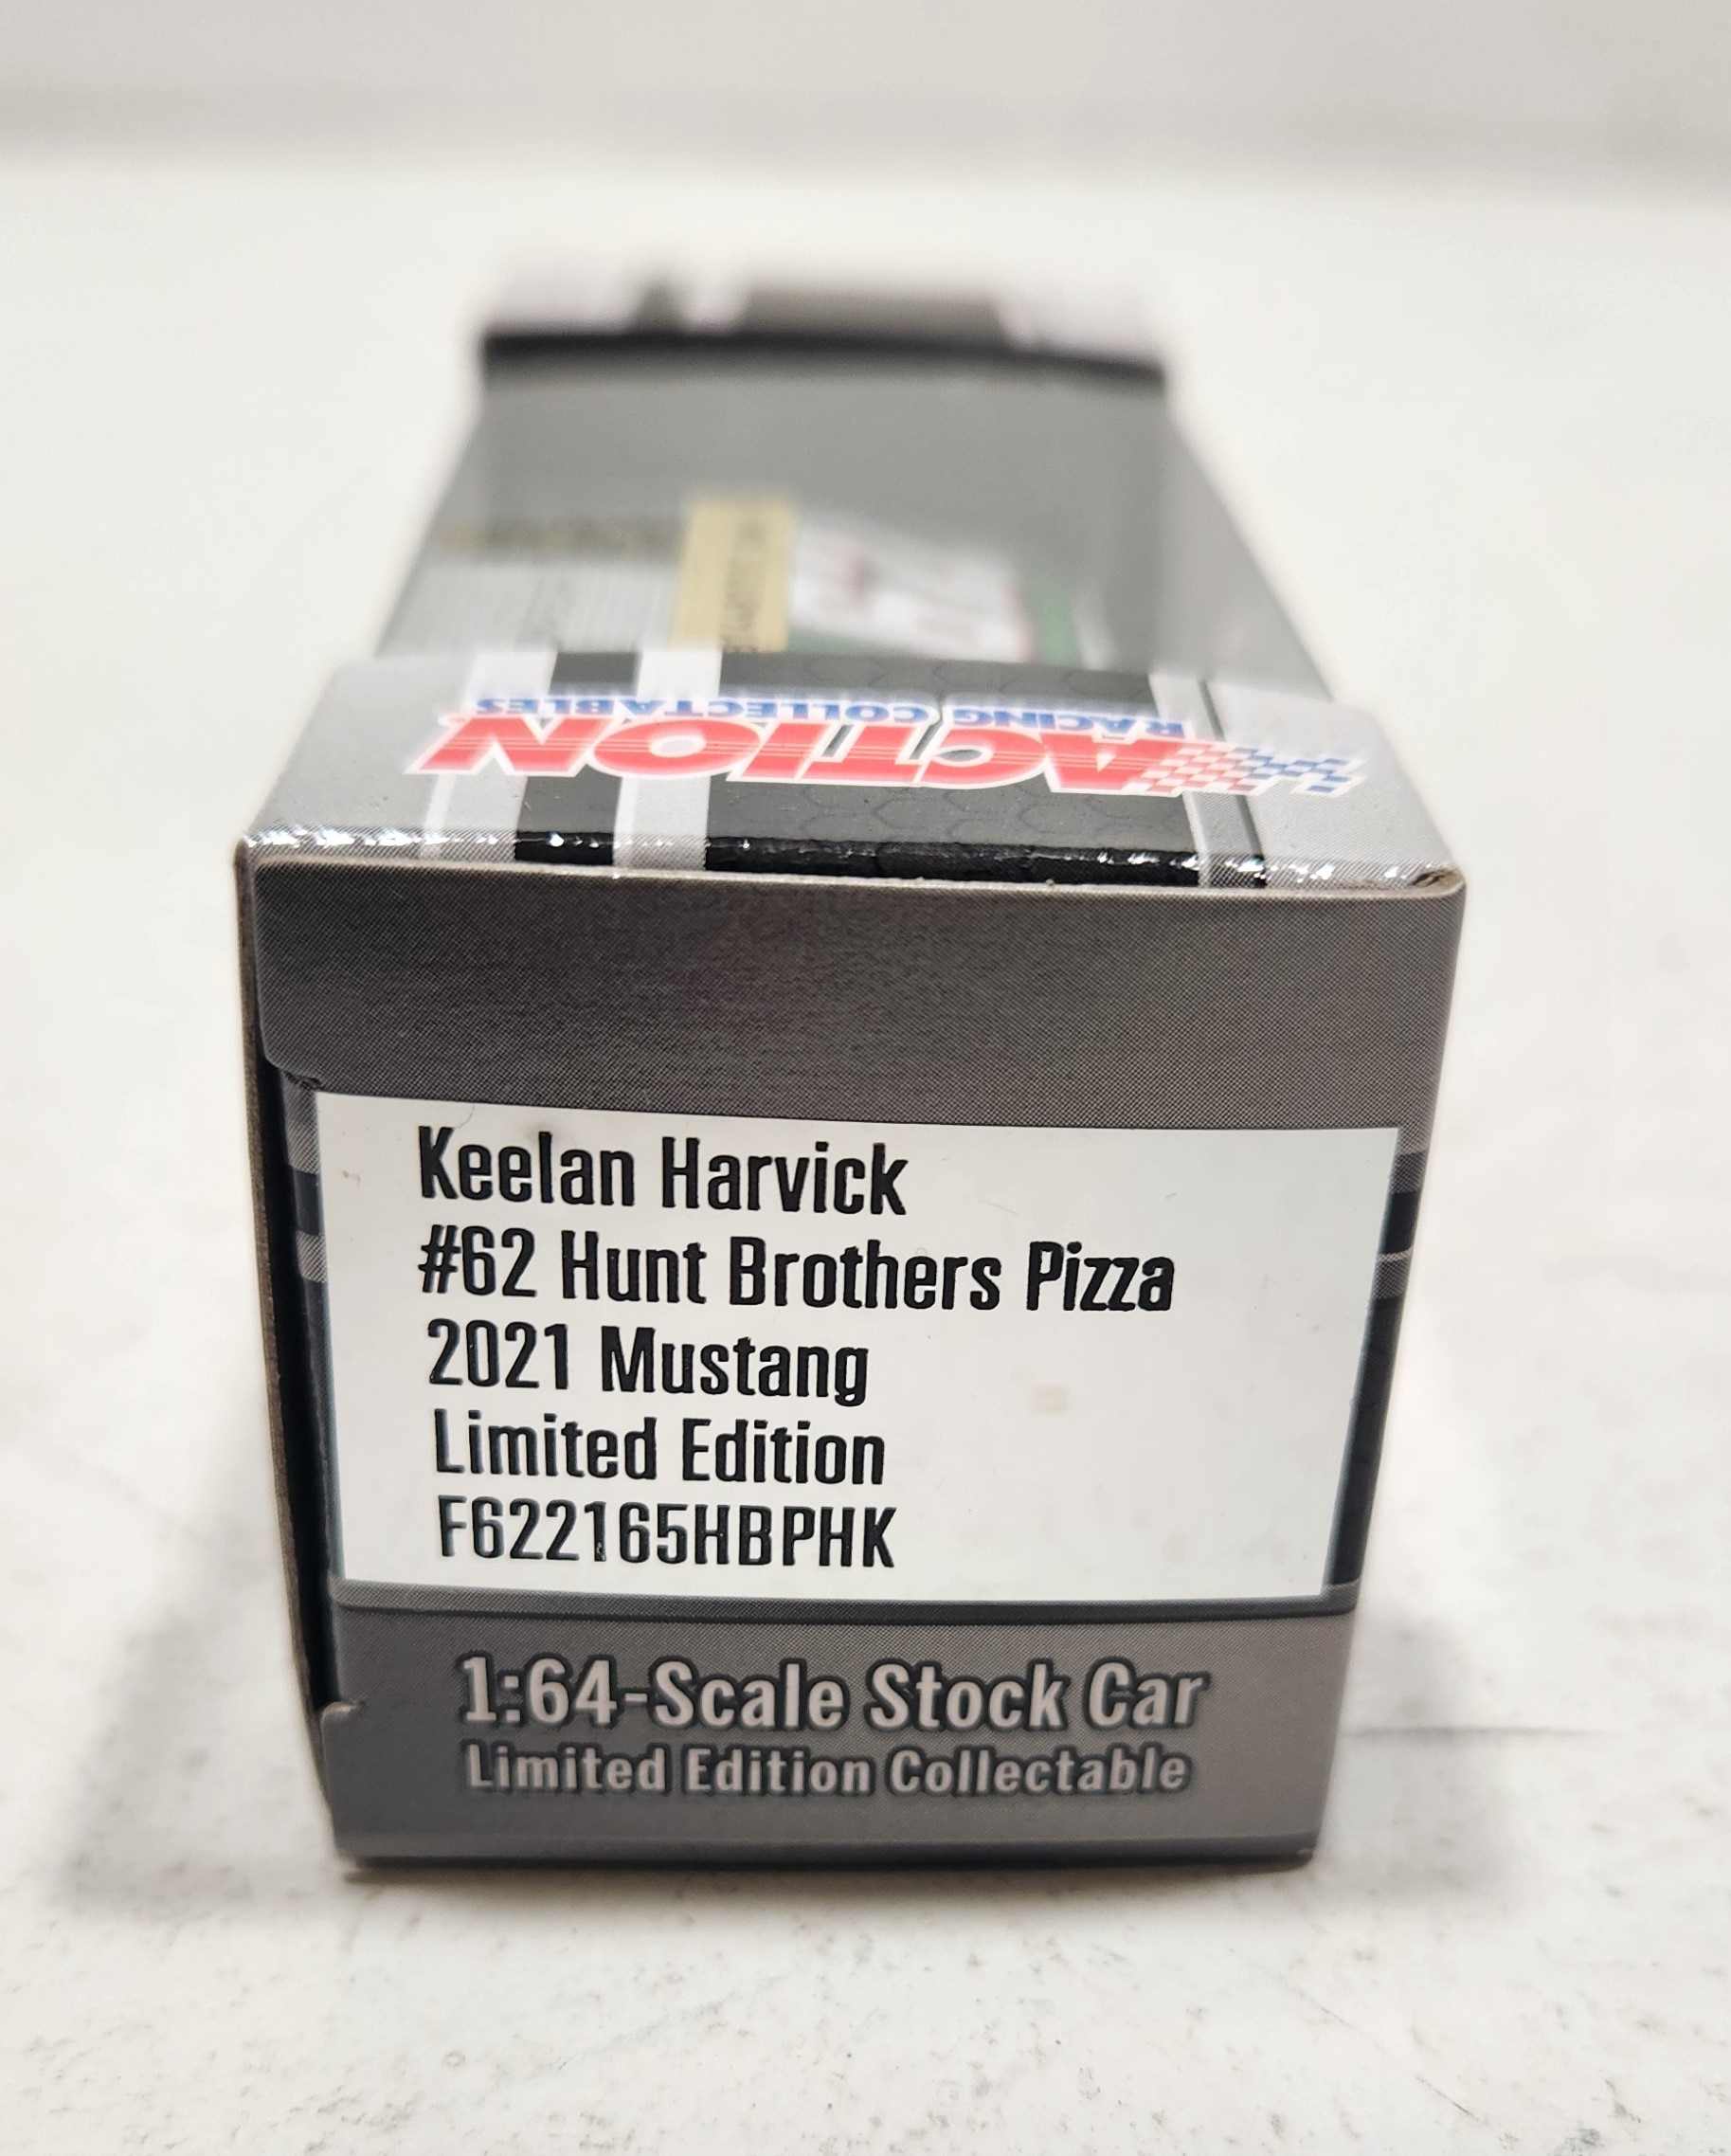 ACTION
RACING COLLECTABLES
Keelan Harvick
#62 Hunt Brothers Pizza
2021 Mustang
Limited Edition
F622165HBPHK
1:64-Scale Stock Car
Limited Edition Collectable